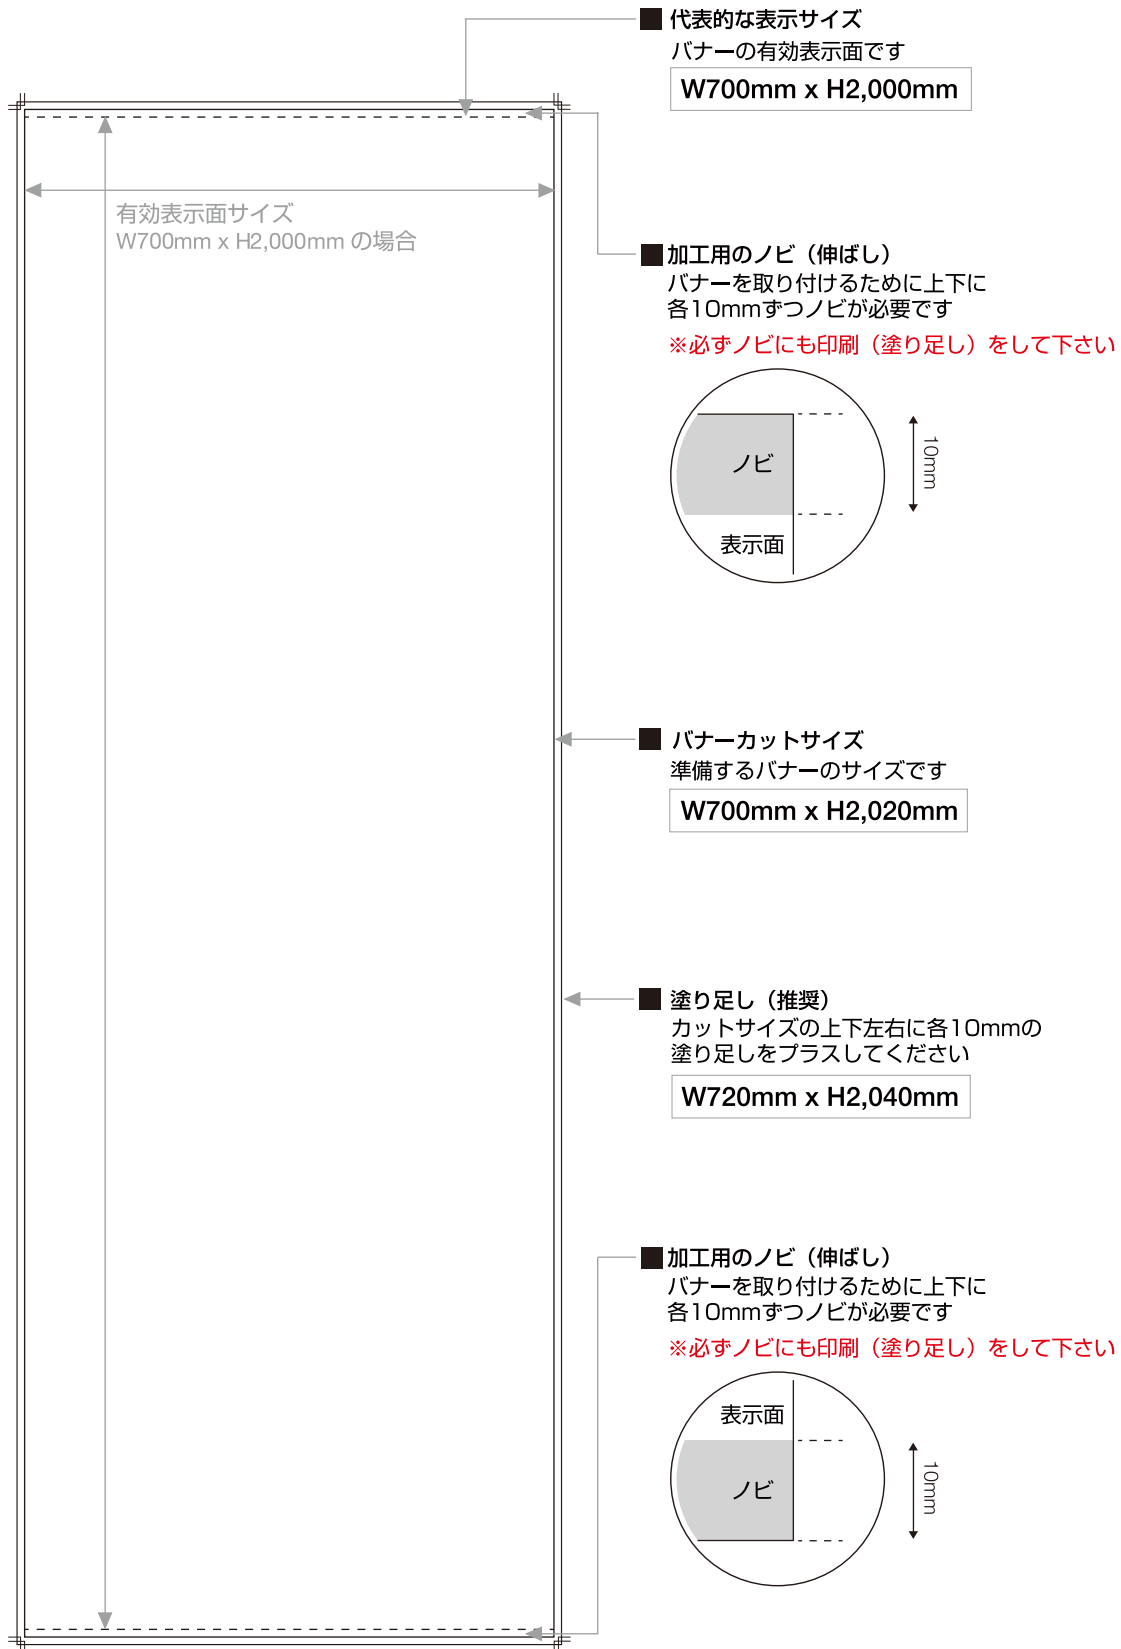 ■ 代表的な表示サイズ
バナーの有効表示面です
W700mm x H2,000mm
有効表示面サイズ
W700mm x H2,000mm の場合
■加工用のノビ（伸ばし）
バナーを取り付けるために上下に
各10mmずつノビが必要です
※必ずノビにも印刷（塗り足し）をして下さい
ノビ
10mm
表示面
■ バナーカットサイズ
準備するバナーのサイズです
W700mm x H2,020mm
■ 塗り足し（推奨）
カットサイズの上下左右に各10mmの
塗り足しをプラスしてください
W720mm x H2,040mm
■加工用のノビ（伸ばし）
バナーを取り付けるために上下に
各10mmずつノビが必要です
※必ずノビにも印刷（塗り足し）をして下さい
表示面
ノビ
10mm